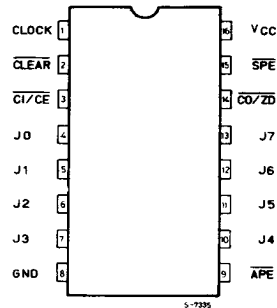 CLOCK 1 16 VCC
CLEAR 2 15 SPE
CI/CE 3 14 CO/ZD
J0 4 13 J7
J1 5 12 J6
J2 6 11 J5
J3 7 10 J4
GND 8 9 APE
S-7335